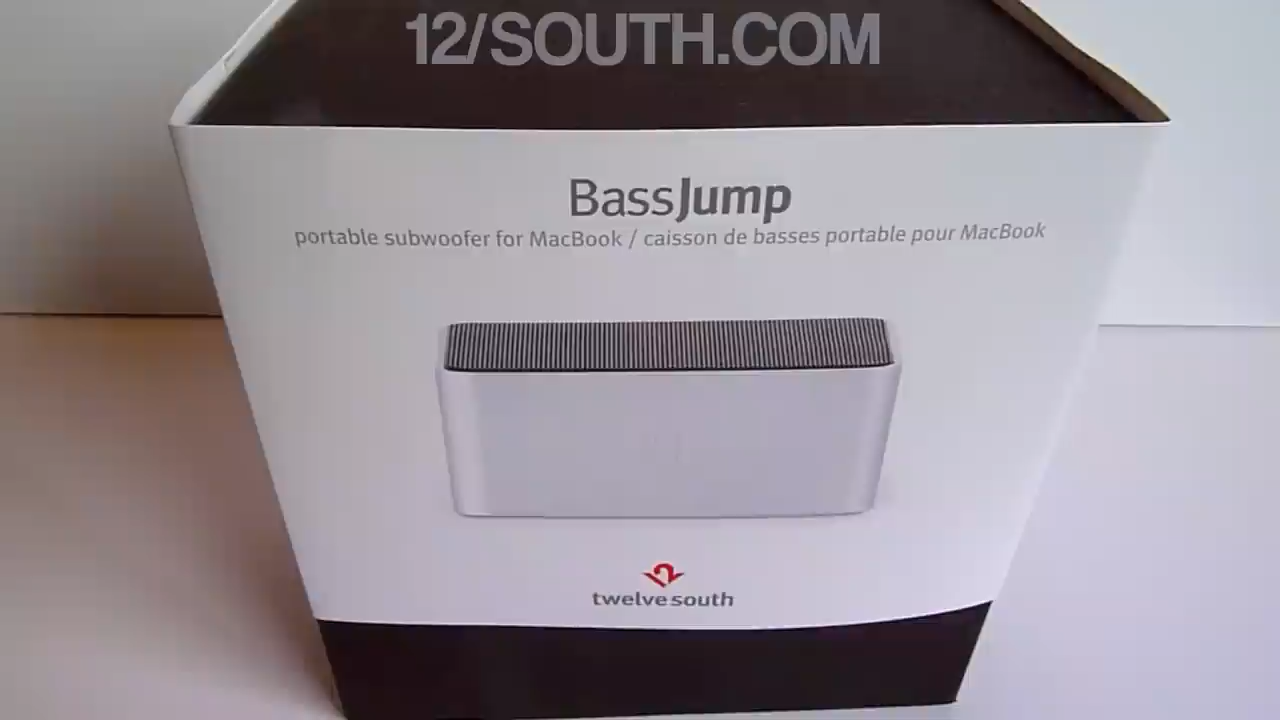 12/SOUTH.COM
BassJump
portable subwoofer for MacBook / caisson de basses portable pour MacBook
twelve south